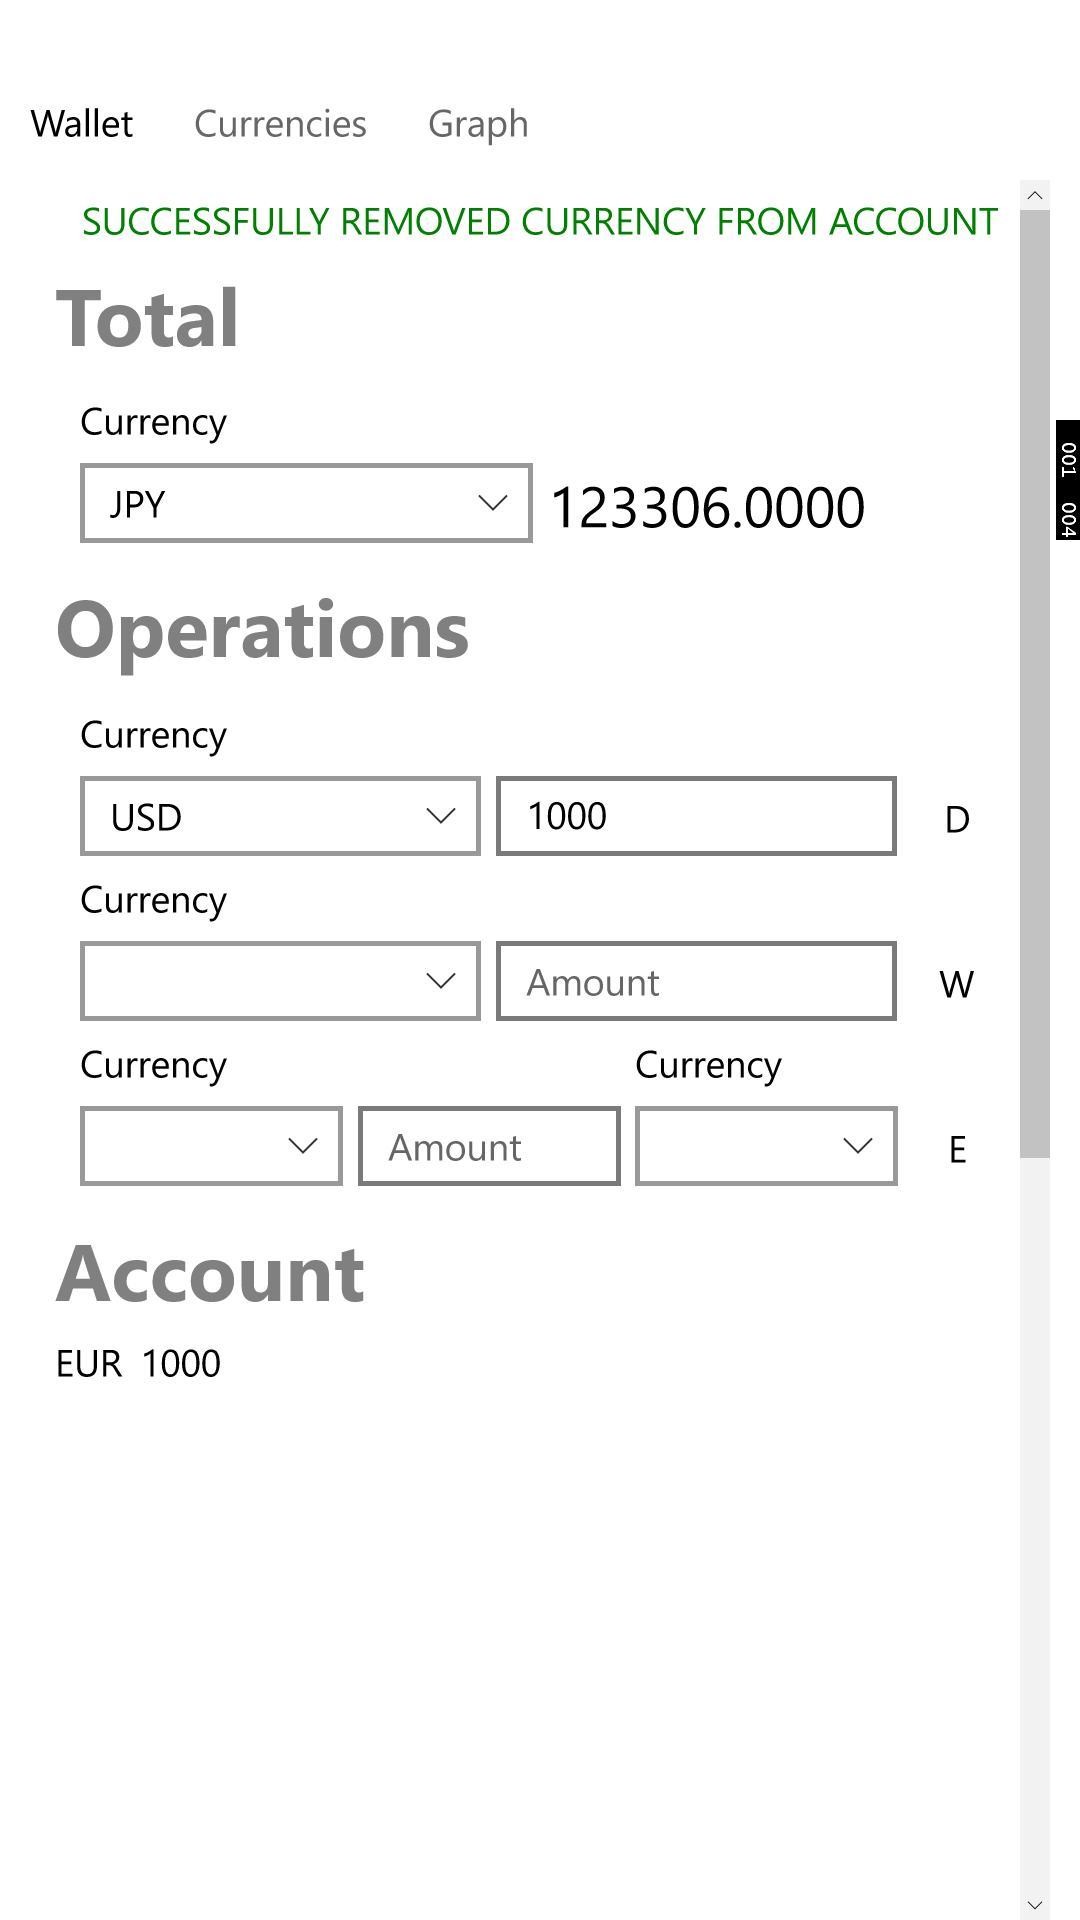 Wallet Currencies Graph
SUCCESSFULLY REMOVED CURRENCY FROM ACCOUNT
Total
Currency
JPY 123306.0000
001 004
Operations
Currency
USD 1000 D
Currency
Amount W
Currency Currency
Amount E
Account
EUR 1000